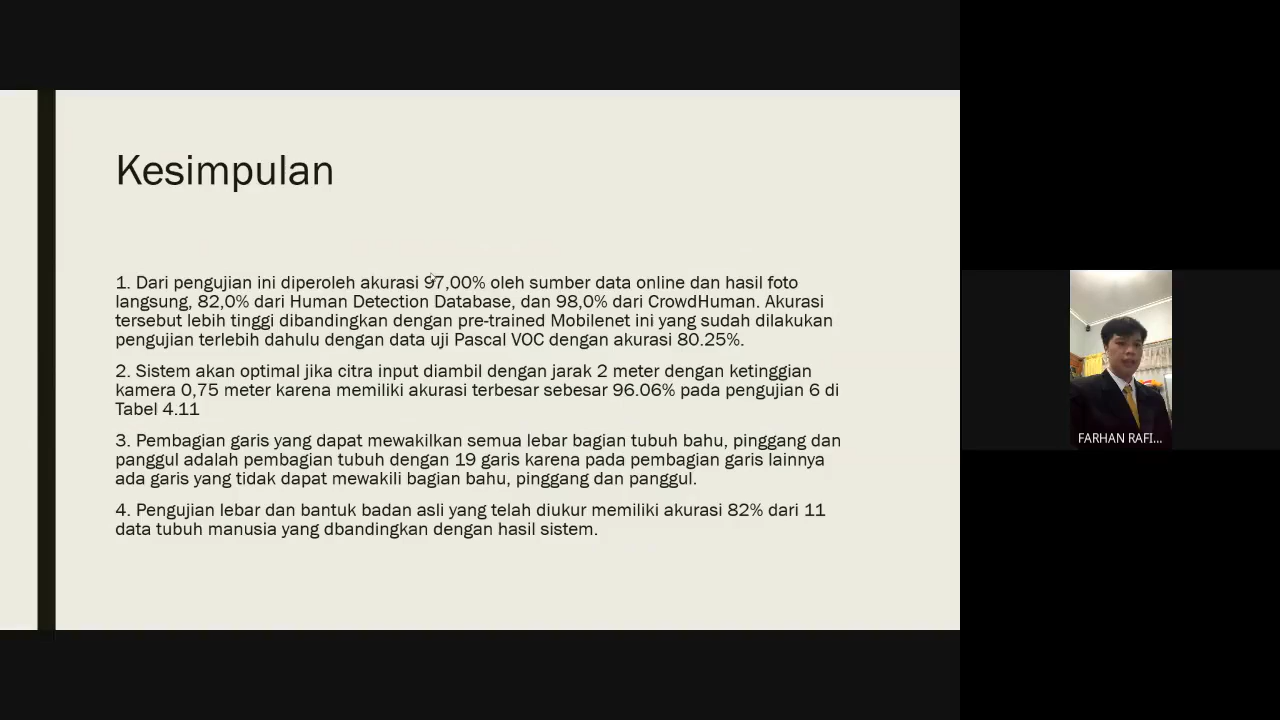 Kesimpulan
1. Dari pengujian ini diperoleh akurasi 97,00% oleh sumber data online dan hasil foto
langsung, 82,0% dari Human Detection Database, dan 98,0% dari CrowdHuman. Akurasi
tersebut lebih tinggi dibandingkan dengan pre-trained Mobilenet ini yang sudah dilakukan
pengujian terlebih dahulu dengan data uji Pascal VOC dengan akurasi 80.25%.
2. Sistem akan optimal jika citra input diambil dengan jarak 2 meter dengan ketinggian
kamera 0,75 meter karena memiliki akurasi terbesar sebesar 96.06% pada pengujian 6 di
Tabel 4.11
3. Pembagian garis yang dapat mewakilkan semua lebar bagian tubuh bahu, pinggang dan
panggul adalah pembagian tubuh dengan 19 garis karena pada pembagian garis lainnya
ada garis yang tidak dapat mewakili bagian bahu, pinggang dan panggul.
4. Pengujian lebar dan bantuk badan asli yang telah diukur memiliki akurasi 82% dari 11
data tubuh manusia yang dbandingkan dengan hasil sistem.
FARHAN RAFI...